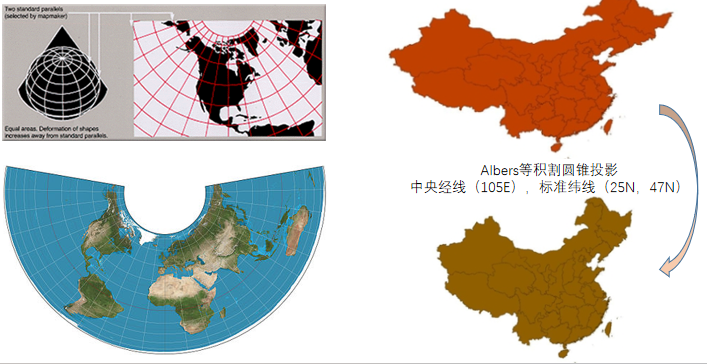 Two standard parallels
(selected by mapmaker)
Equal areas. Deformation of shapes
increases away from standard parallels.
Albers等积割圆锥投影
中央经线（105E），标准纬线（25N，47N）